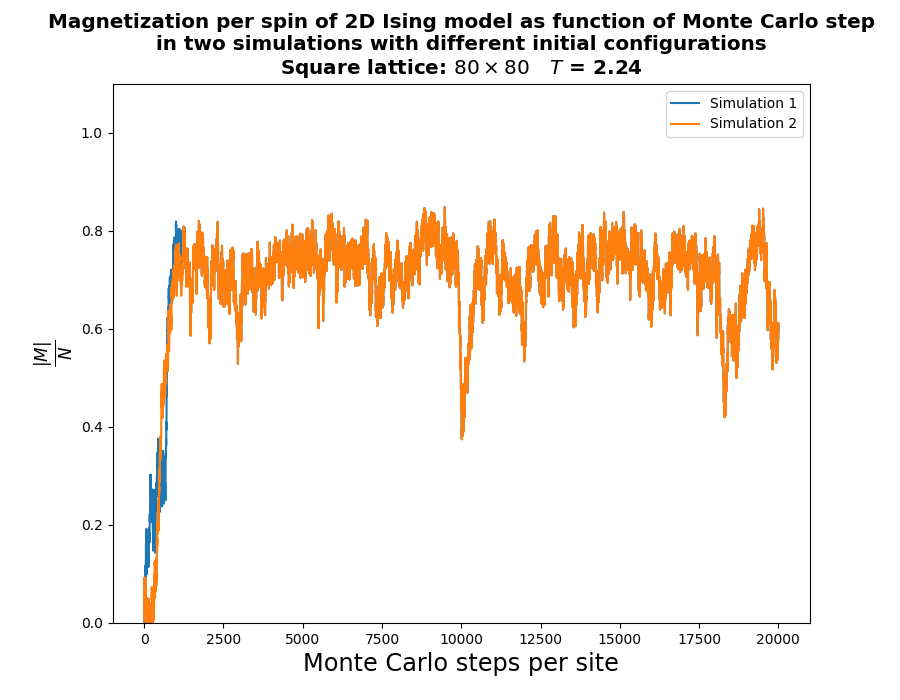 Magnetization per spin of 2D Ising model as function of Monte Carlo step
in two simulations with different initial configurations
Square lattice: 80 × 80 T = 2.24
Simulation 1
Simulation 2
1.0
0.8
0.6
0.4
0.2
0.0
|M|
N
0 2500 5000 7500 10000 12500 15000 17500 20000
Monte Carlo steps per site